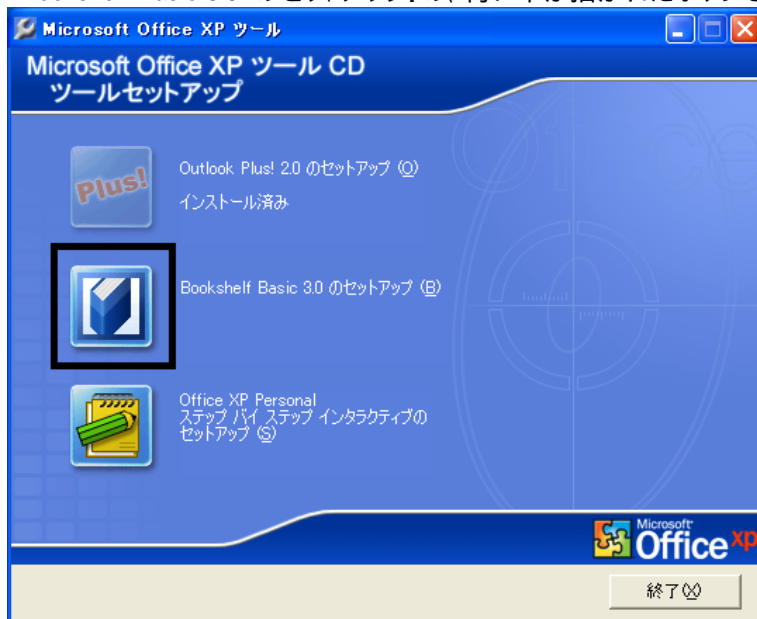 Microsoft Office XP ツール
Microsoft Office XP ツール CD
ツールセットアップ
Plus!
Outlook Plus! 2.0 のセットアップ (O)
インストール済み
Bookshelf Basic 3.0 のセットアップ (B)
Office XP Personal
ステップ バイ ステップ インタラクティブの
セットアップ (S)
Microsoft
Office xp
終了(X)